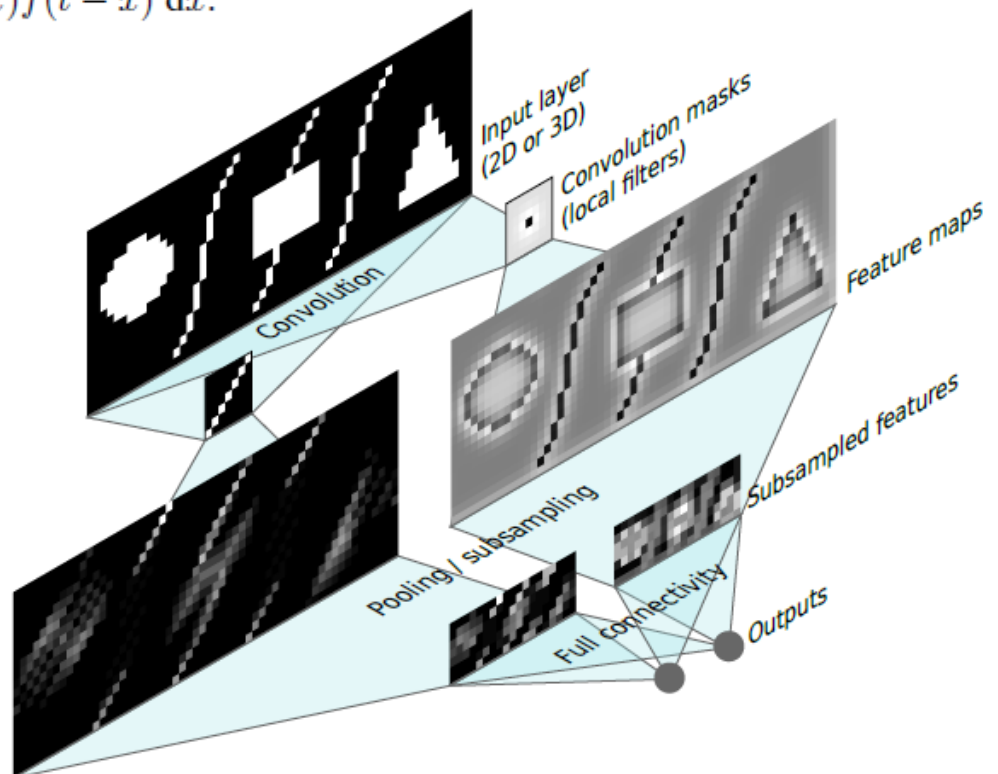 )f(t − x) dx.
Input layer
(2D or 3D)
Convolution masks
(local filters)
Feature maps
Convolution
Subsampled features
Pooling / subsampling
Full connectivity
Outputs